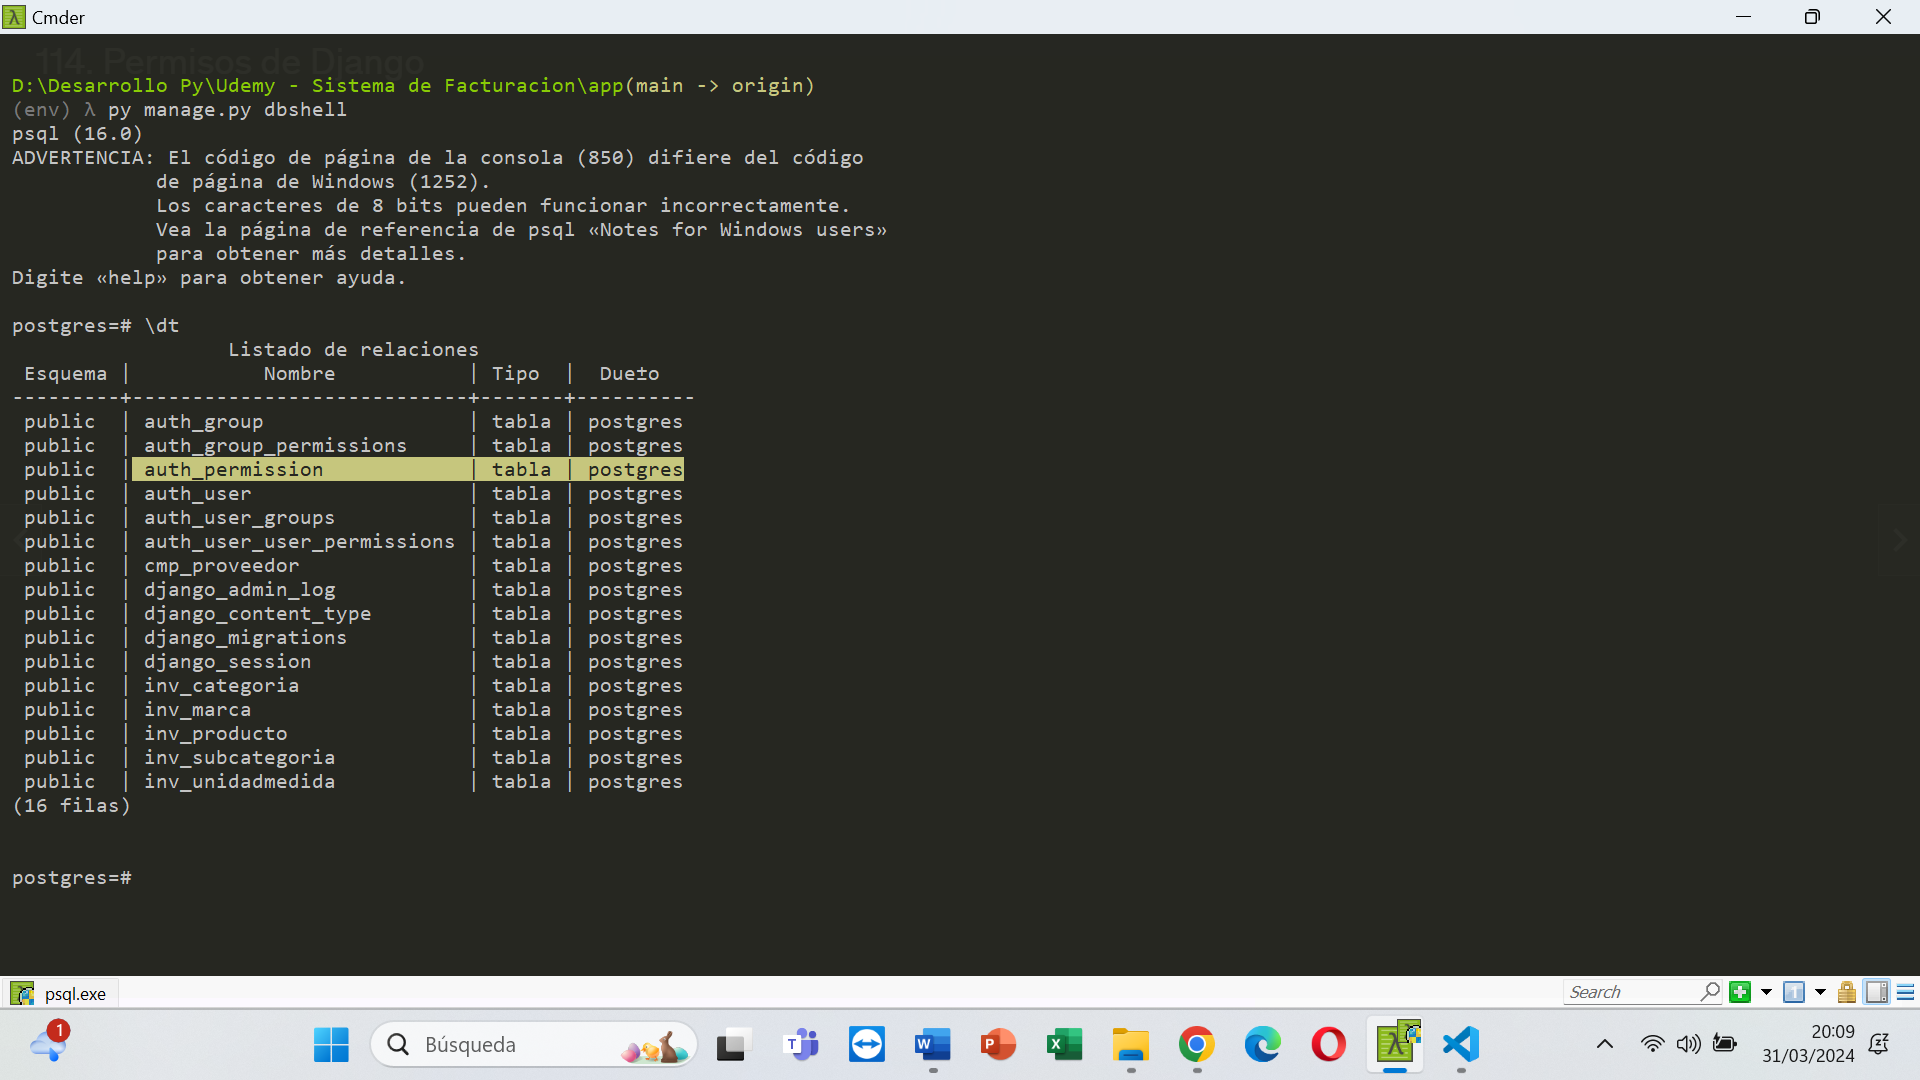 Cmder
114. Permisos de Django
D:\Desarrollo Py\Udemy - Sistema de Facturacion\app(main -> origin)
(env) λ py manage.py dbshell
psql (16.0)
ADVERTENCIA: El código de página de la consola (850) difiere del código
de página de Windows (1252).
Los caracteres de 8 bits pueden funcionar incorrectamente.
Vea la página de referencia de psql «Notes for Windows users»
para obtener más detalles.
Digite «help» para obtener ayuda.
postgres=# \dt
Listado de relaciones
Esquema | Nombre | Tipo | Due±o
---------+----------------------------+-------+----------
public | auth_group | tabla | postgres
public | auth_group_permissions | tabla | postgres
public | auth_permission | tabla | postgres
public | auth_user | tabla | postgres
public | auth_user_groups | tabla | postgres
public | auth_user_user_permissions | tabla | postgres
public | cmp_proveedor | tabla | postgres
public | django_admin_log | tabla | postgres
public | django_content_type | tabla | postgres
public | django_migrations | tabla | postgres
public | django_session | tabla | postgres
public | inv_categoria | tabla | postgres
public | inv_marca | tabla | postgres
public | inv_producto | tabla | postgres
public | inv_subcategoria | tabla | postgres
public | inv_unidadmedida | tabla | postgres
(16 filas)
postgres=#
psql.exe
Search
1
Búsqueda
20:09
31/03/2024